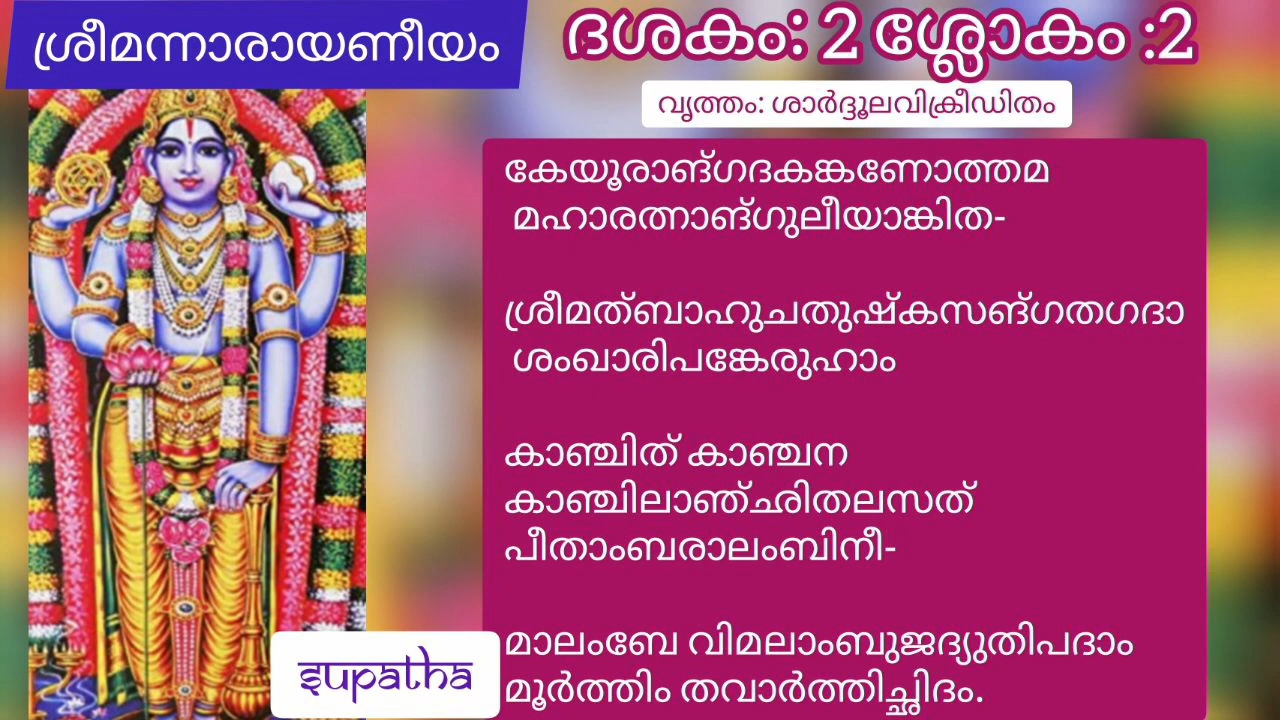 ശ്രീമന്നാരായണീയം
ദശകം: 2 ശ്ലോകം :2
വൃത്തം: ശാർദ്ദൂലവിക്രീഡിതം
കേയൂരാങ്ഗദകങ്കണോത്തമ
മഹാരത്നാങ്ഗുലീയാങ്കിത-
ശ്രീമത്ബാഹുചതുഷ്കസങ്ഗതഗദാ
ശംഖാരിപങ്കേരുഹാം
കാഞ്ചിത് കാഞ്ചന
കാഞ്ചിലാഞ്ഛിതലസത്
പീതാംബരാലംബിനീ-
മാലംബേ വിമലാംബുജദ്യുതിപദാം
മൂർത്തിം തവാർത്തിച്ഛിദം.
supatha